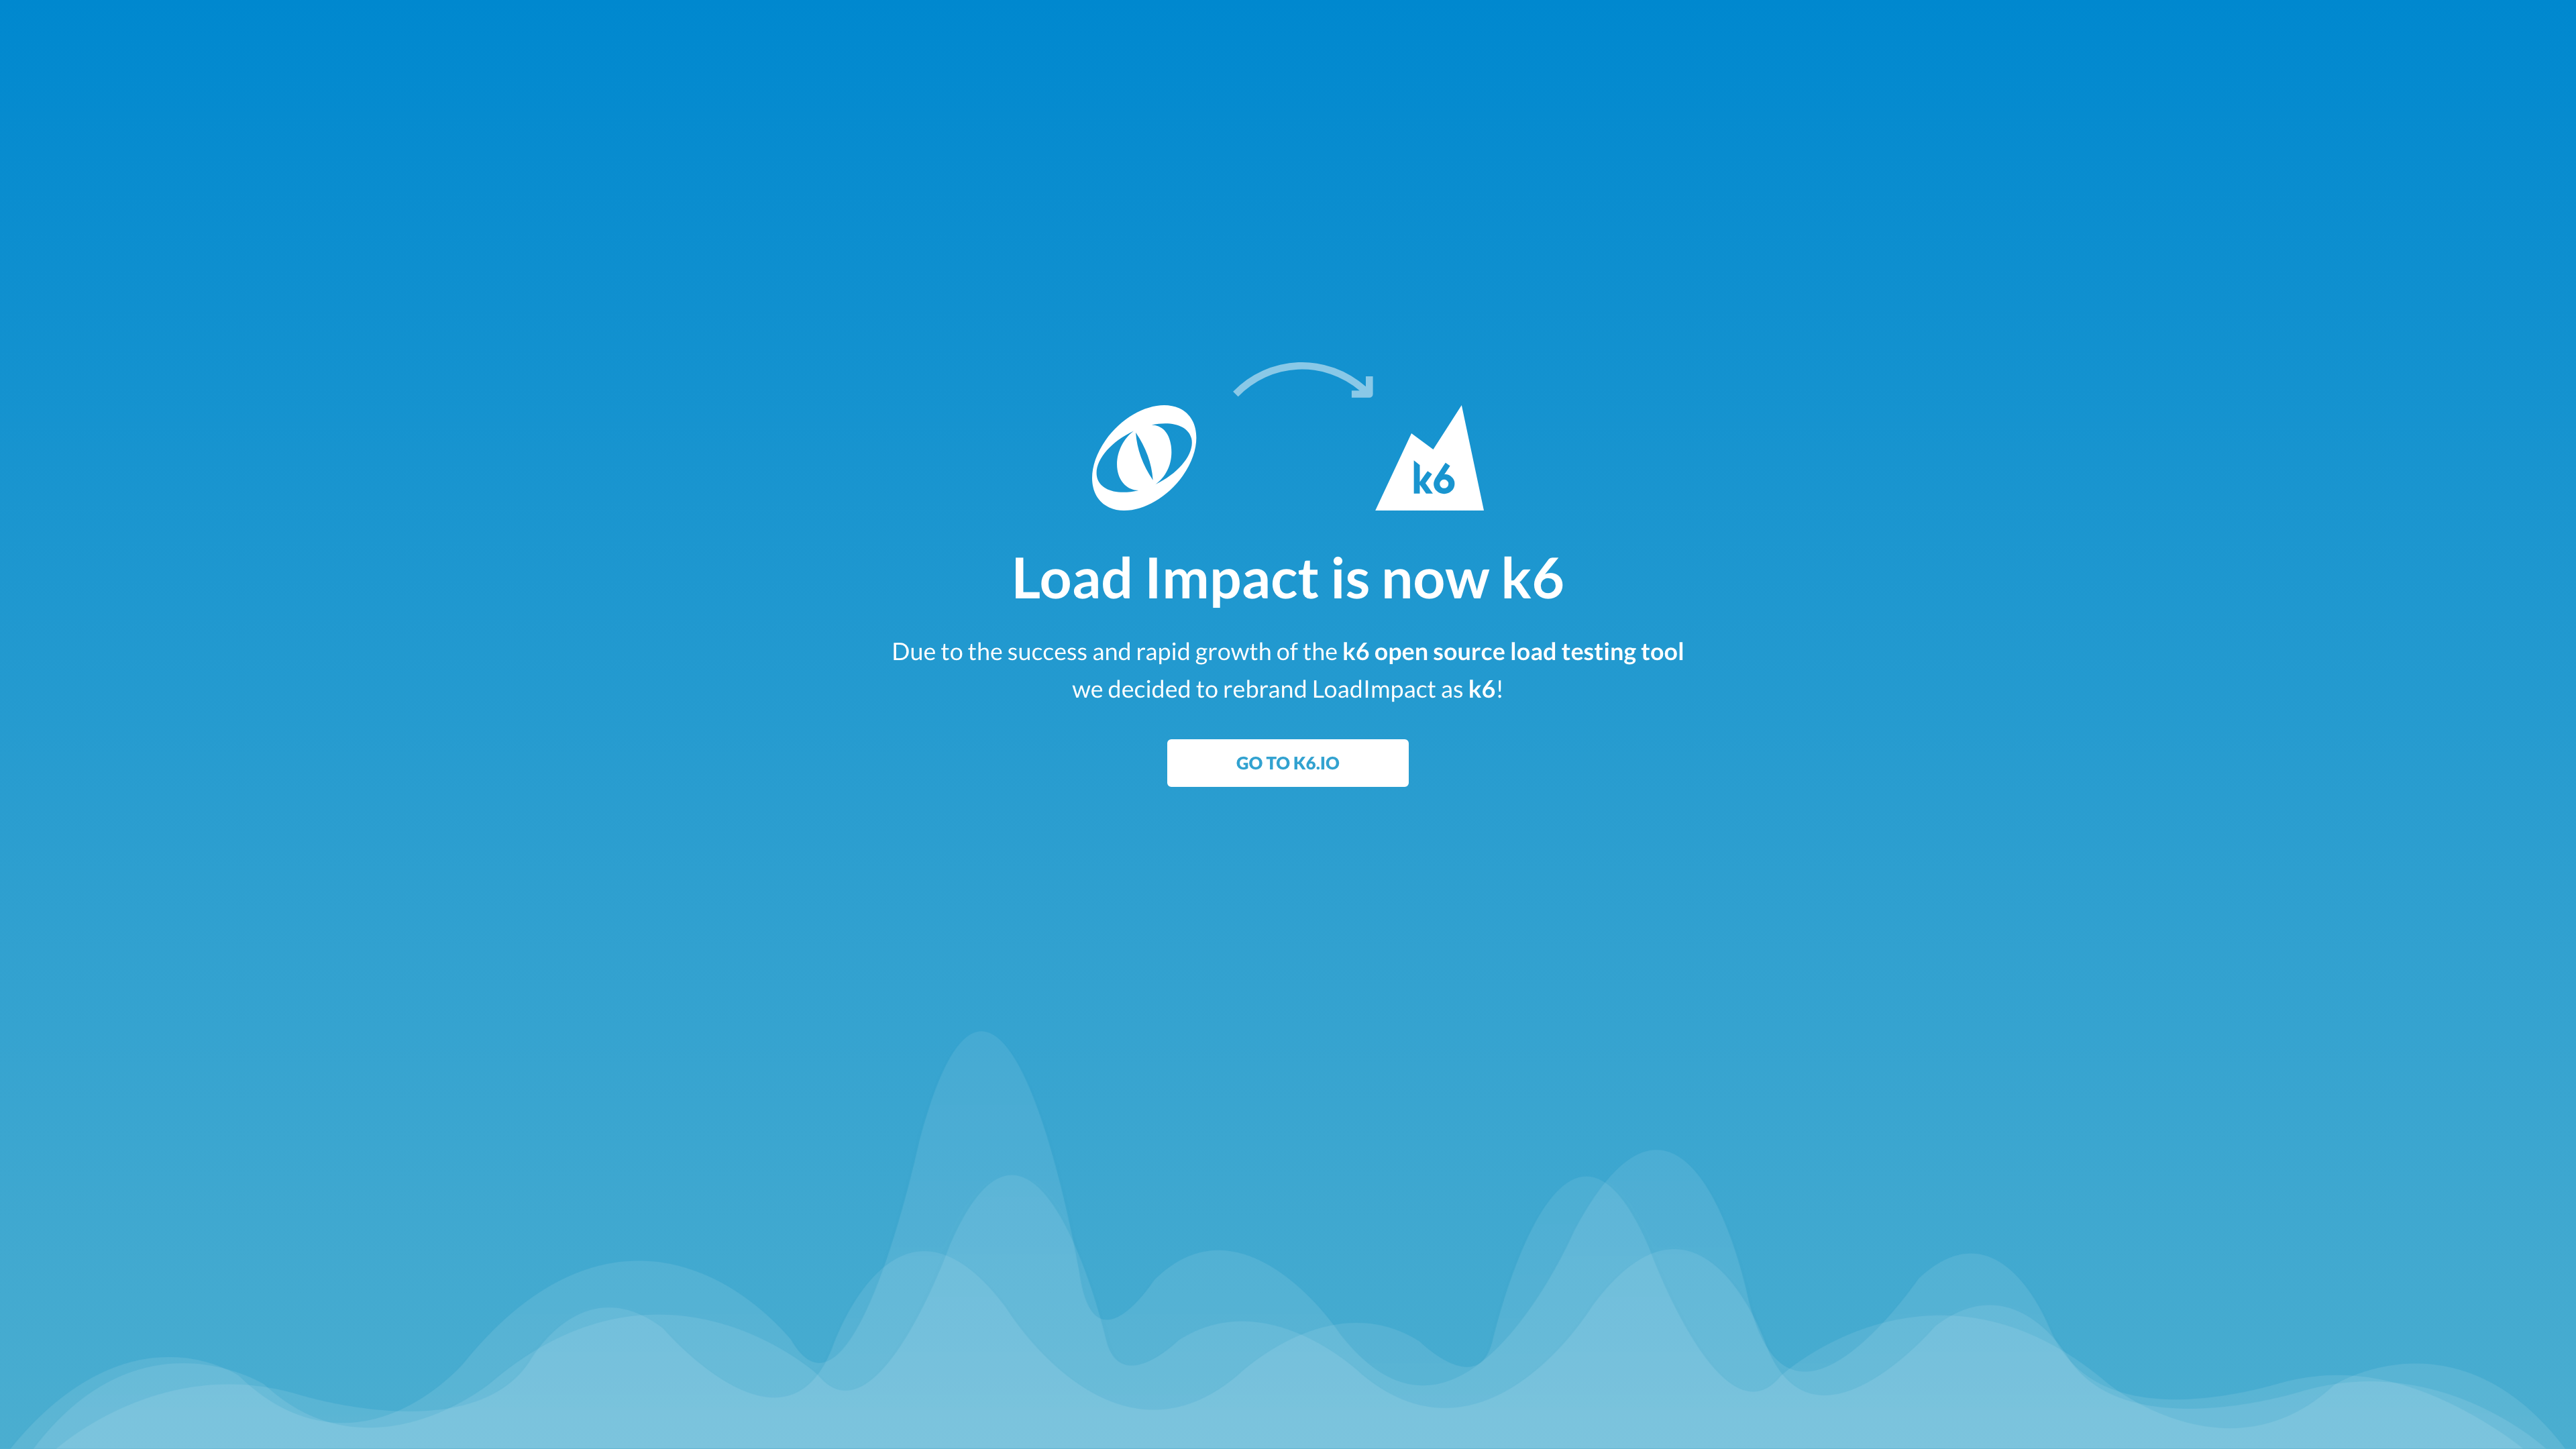 k6
Load Impact is now k6
Due to the success and rapid growth of the k6 open source load testing tool
we decided to rebrand LoadImpact as k6!
GO TO K6.IO